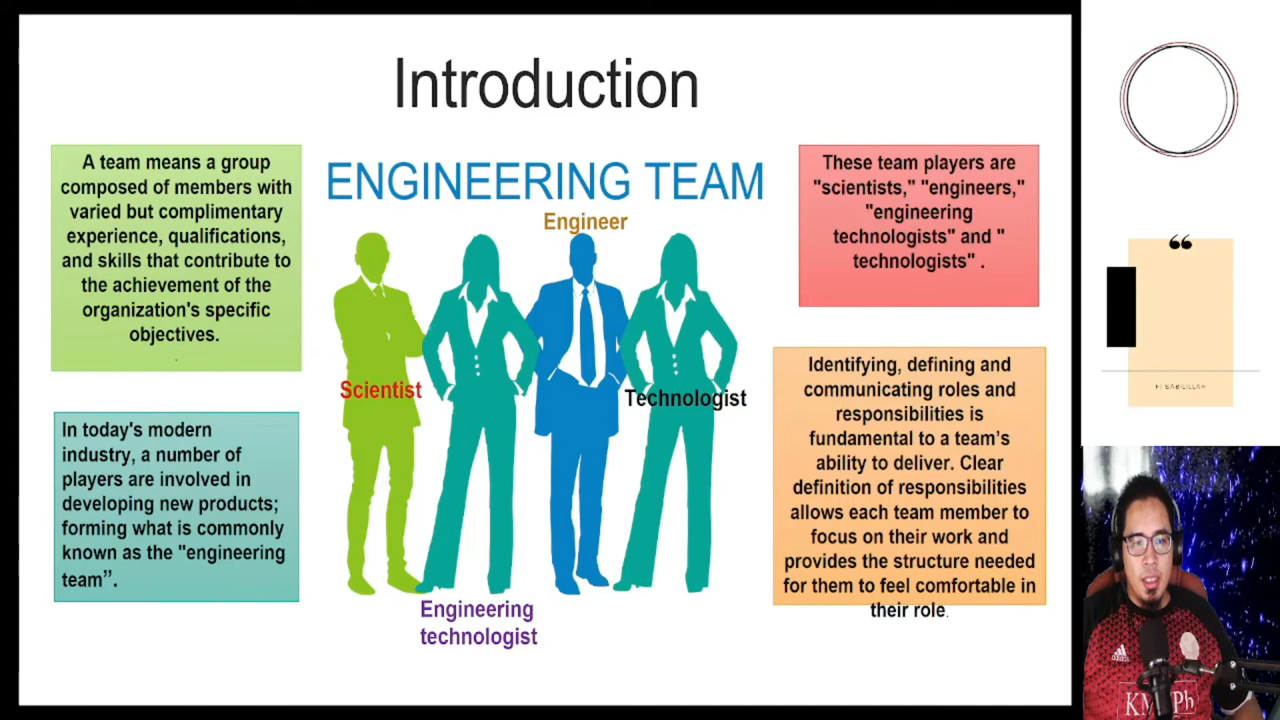 Introduction
A team means a group
composed of members with
varied but complimentary
experience, qualifications,
and skills that contribute to
the achievement of the
organization's specific
objectives.
.
In today's modern
industry, a number of
players are involved in
developing new products;
forming what is commonly
known as the "engineering
team”.
ENGINEERING TEAM
Engineer
Scientist
Technologist
Engineering
technologist
These team players are
"scientists," "engineers,"
"engineering
technologists" and "
technologists" .
Identifying, defining and
communicating roles and
responsibilities is
fundamental to a team’s
ability to deliver. Clear
definition of responsibilities
allows each team member to
focus on their work and
provides the structure needed
for them to feel comfortable in
their role.
“
adidas